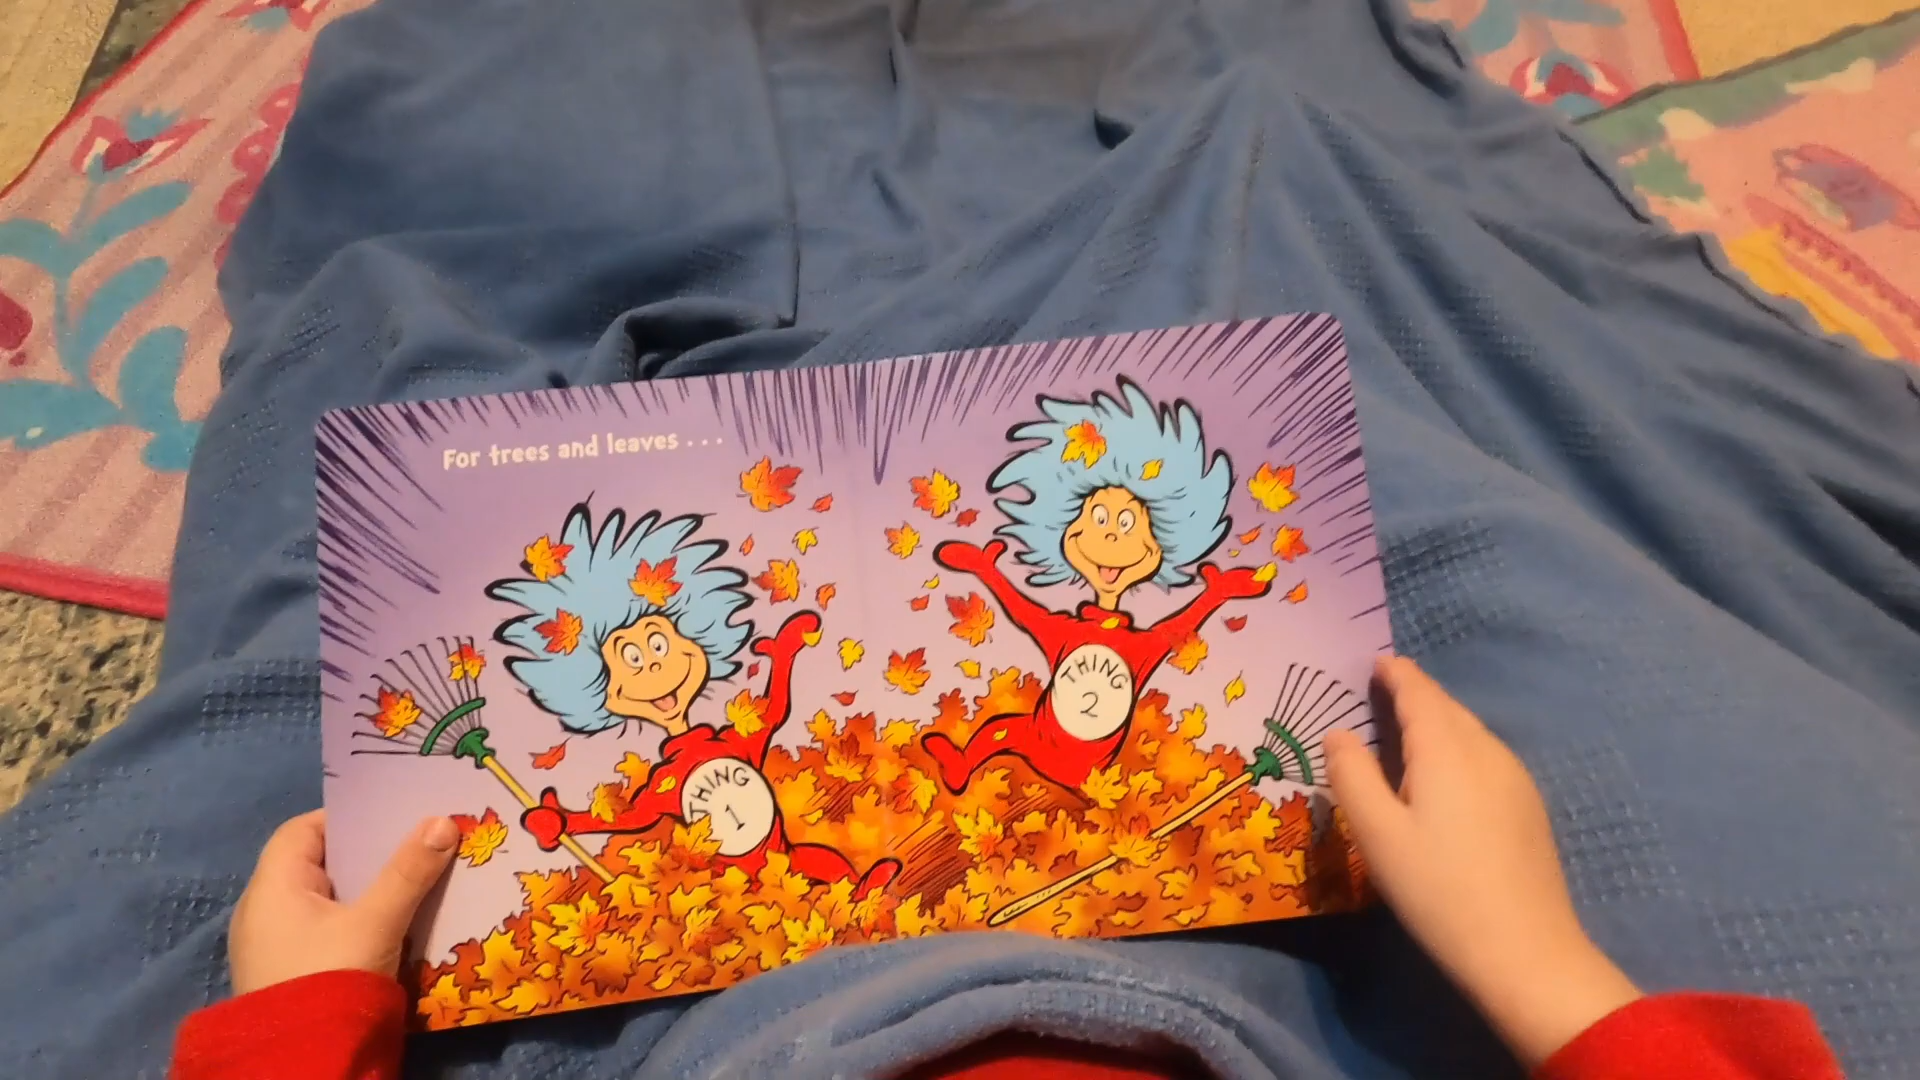 For trees and leaves . . .
THING
1
THING
2